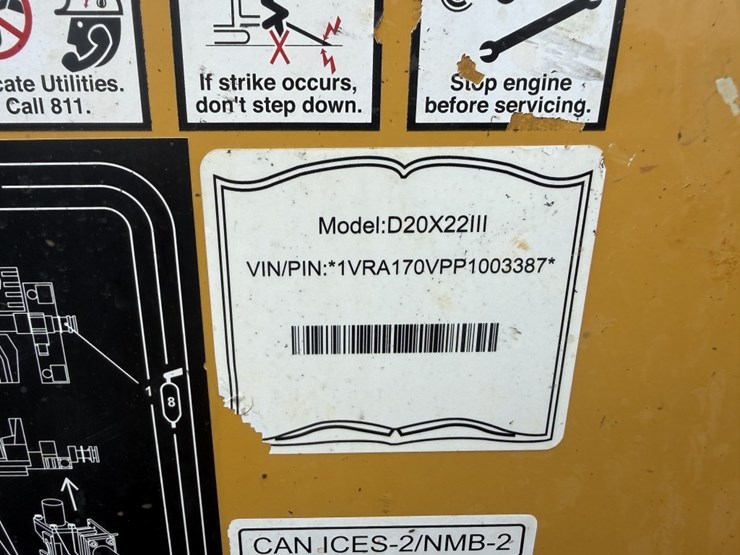 cate Utilities.
Call 811.
If strike occurs,
don't step down.
Stop engine
before servicing.
Model:D20X22III
VIN/PIN:*1VRA170VPP1003387*
1
8
CAN ICES-2/NMB-2